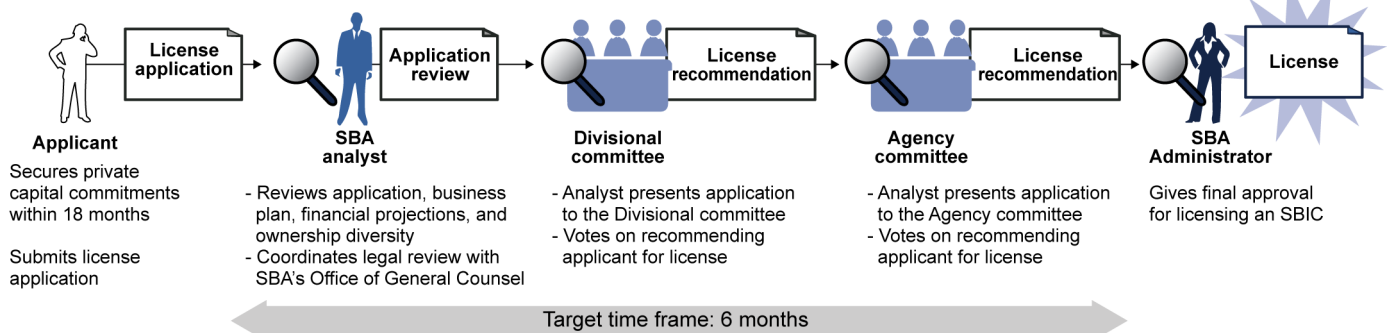 License
application
Application
review
License
recommendation
License
recommendation
License
Applicant
Secures private
capital commitments
within 18 months
Submits license
application
SBA
analyst
- Reviews application, business
plan, financial projections, and
ownership diversity
- Coordinates legal review with
SBA's Office of General Counsel
Divisional
committee
- Analyst presents application
to the Divisional committee
- Votes on recommending
applicant for license
Agency
committee
- Analyst presents application
to the Agency committee
- Votes on recommending
applicant for license
SBA
Administrator
Gives final approval
for licensing an SBIC
Target time frame: 6 months